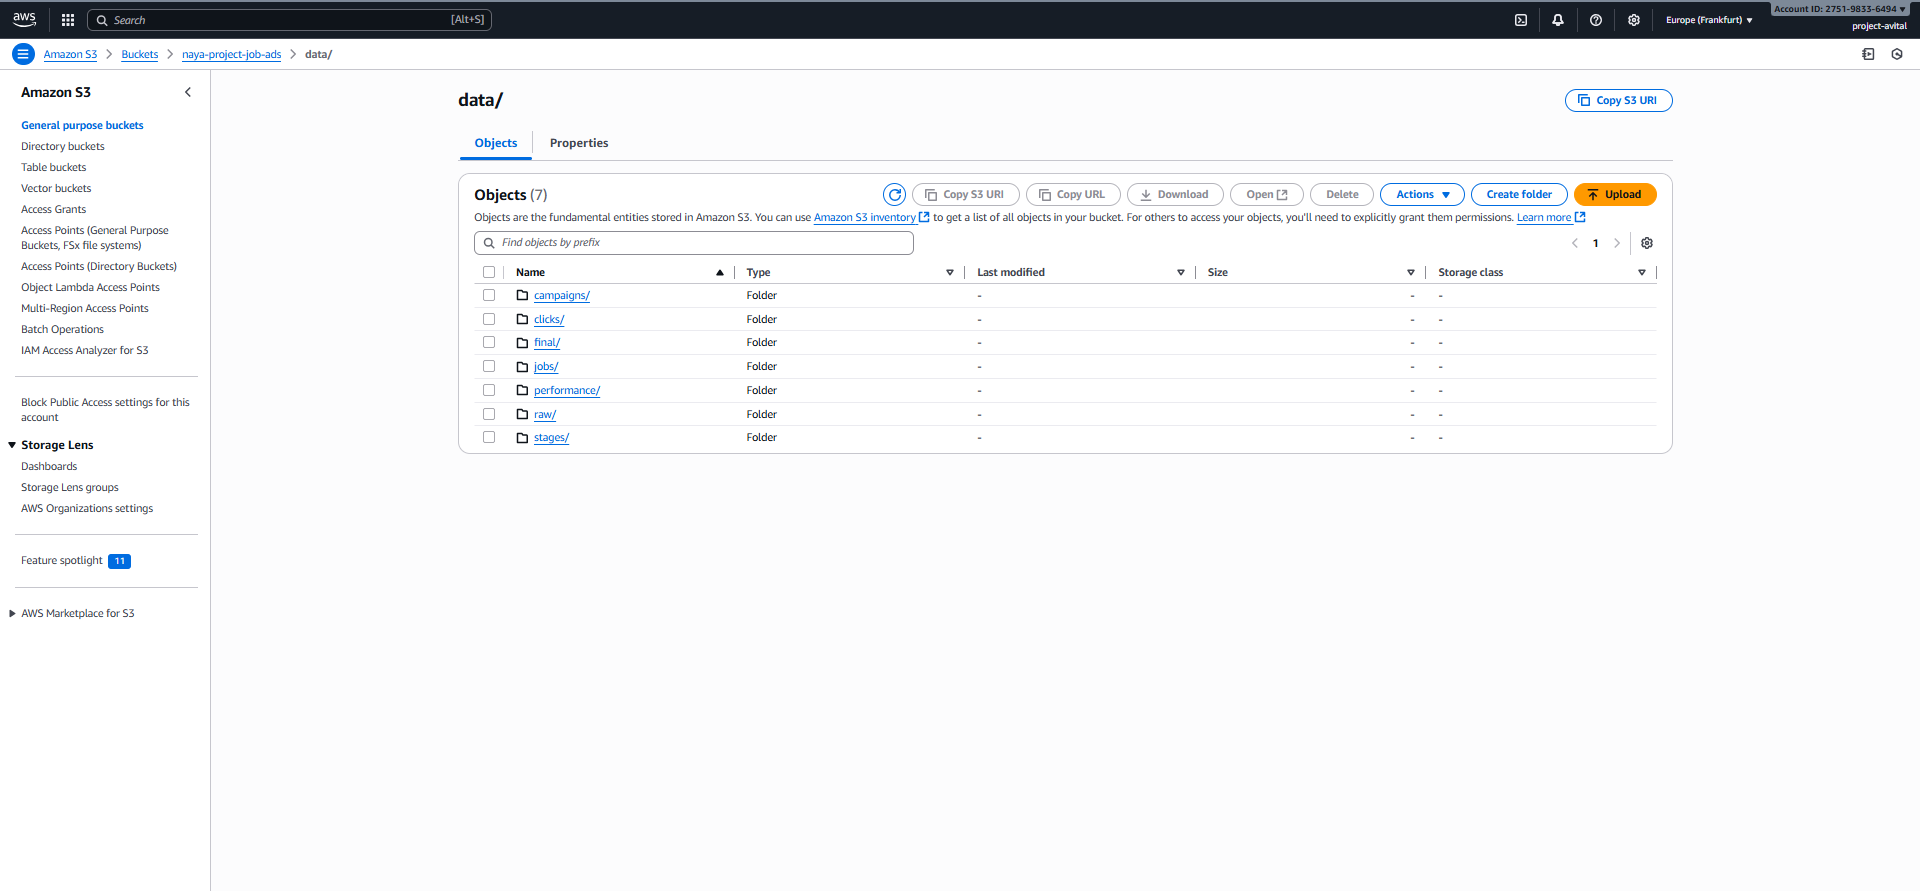 aws
Search [Alt+S]
Europe (Frankfurt) ▼
Account ID: 2751-9833-6494 ▼
project-avital
Amazon S3 > Buckets > naya-project-job-ads > data/
Amazon S3
General purpose buckets
Directory buckets
Table buckets
Vector buckets
Access Grants
Access Points (General Purpose
Buckets, FSx file systems)
Access Points (Directory Buckets)
Object Lambda Access Points
Multi-Region Access Points
Batch Operations
IAM Access Analyzer for S3
Block Public Access settings for this
account
Storage Lens
Dashboards
Storage Lens groups
AWS Organizations settings
Feature spotlight 11
AWS Marketplace for S3
data/
Copy S3 URI
Objects Properties
Objects (7)
Copy S3 URI Copy URL Download Open Delete Actions ▼ Create folder Upload
Objects are the fundamental entities stored in Amazon S3. You can use Amazon S3 inventory to get a list of all objects in your bucket. For others to access your objects, you'll need to explicitly grant them permissions. Learn more
Find objects by prefix
1
Name Type Last modified Size Storage class
campaigns/ Folder - - -
clicks/ Folder - - -
final/ Folder - - -
jobs/ Folder - - -
performance/ Folder - - -
raw/ Folder - - -
stages/ Folder - - -